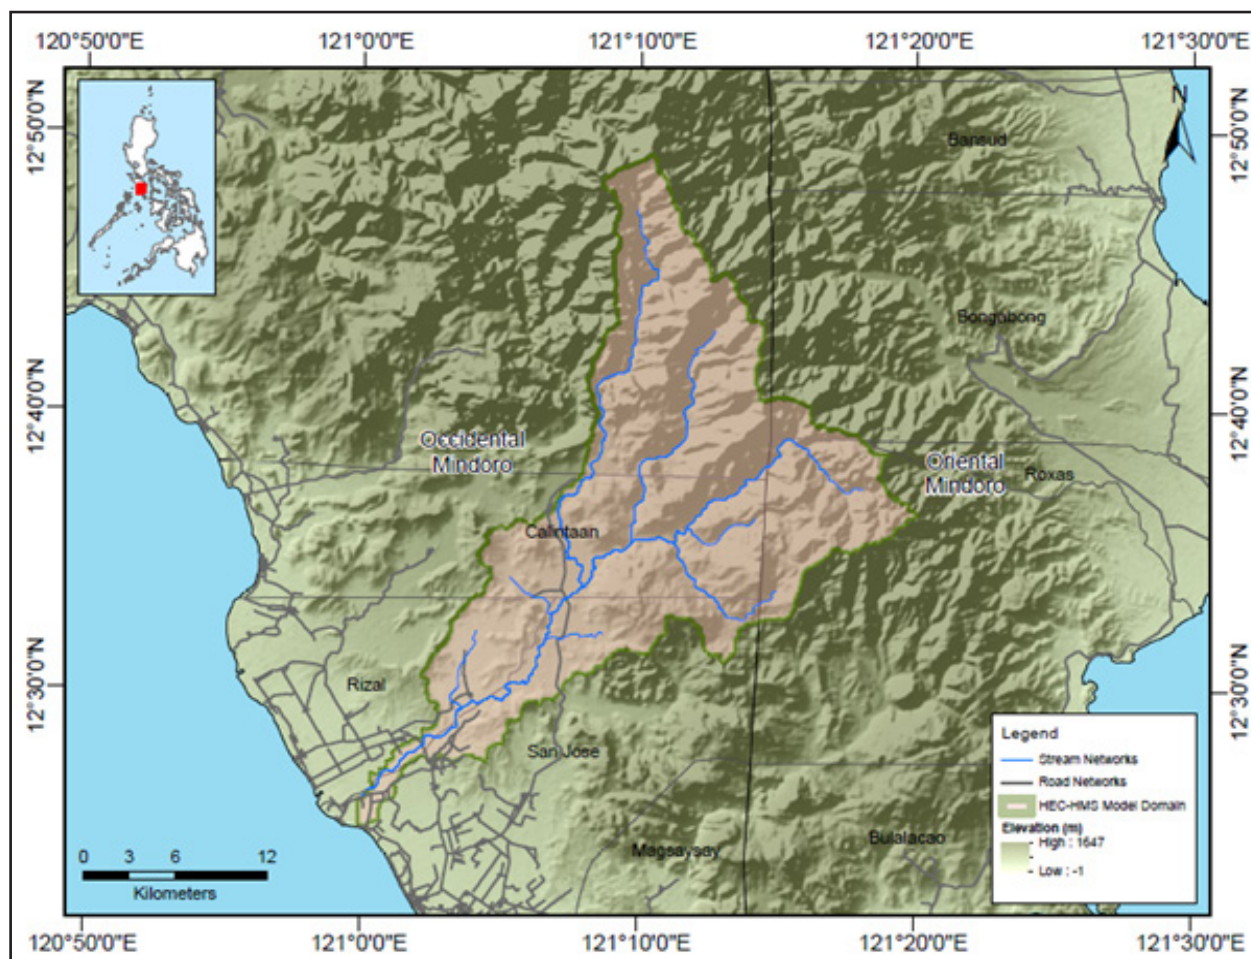 120°50'0"E
121°0'0"E
121°10'0"E
121°20'0"E
121°30'0"E
12°50'0"N
12°50'0"N
N
Bansud
Bongabong
12°40'0"N
12°40'0"N
Occidental
Mindoro
Oriental
Mindoro
Roxas
Calintaan
12°30'0"N
12°30'0"N
Rizal
San Jose
Magsaysay
Bulalacao
Legend
Stream Networks
Road Networks
HEC-HMS Model Domain
Elevation (m)
High : 1647
Low : -1
0
3
6
12
Kilometers
120°50'0"E
121°0'0"E
121°10'0"E
121°20'0"E
121°30'0"E